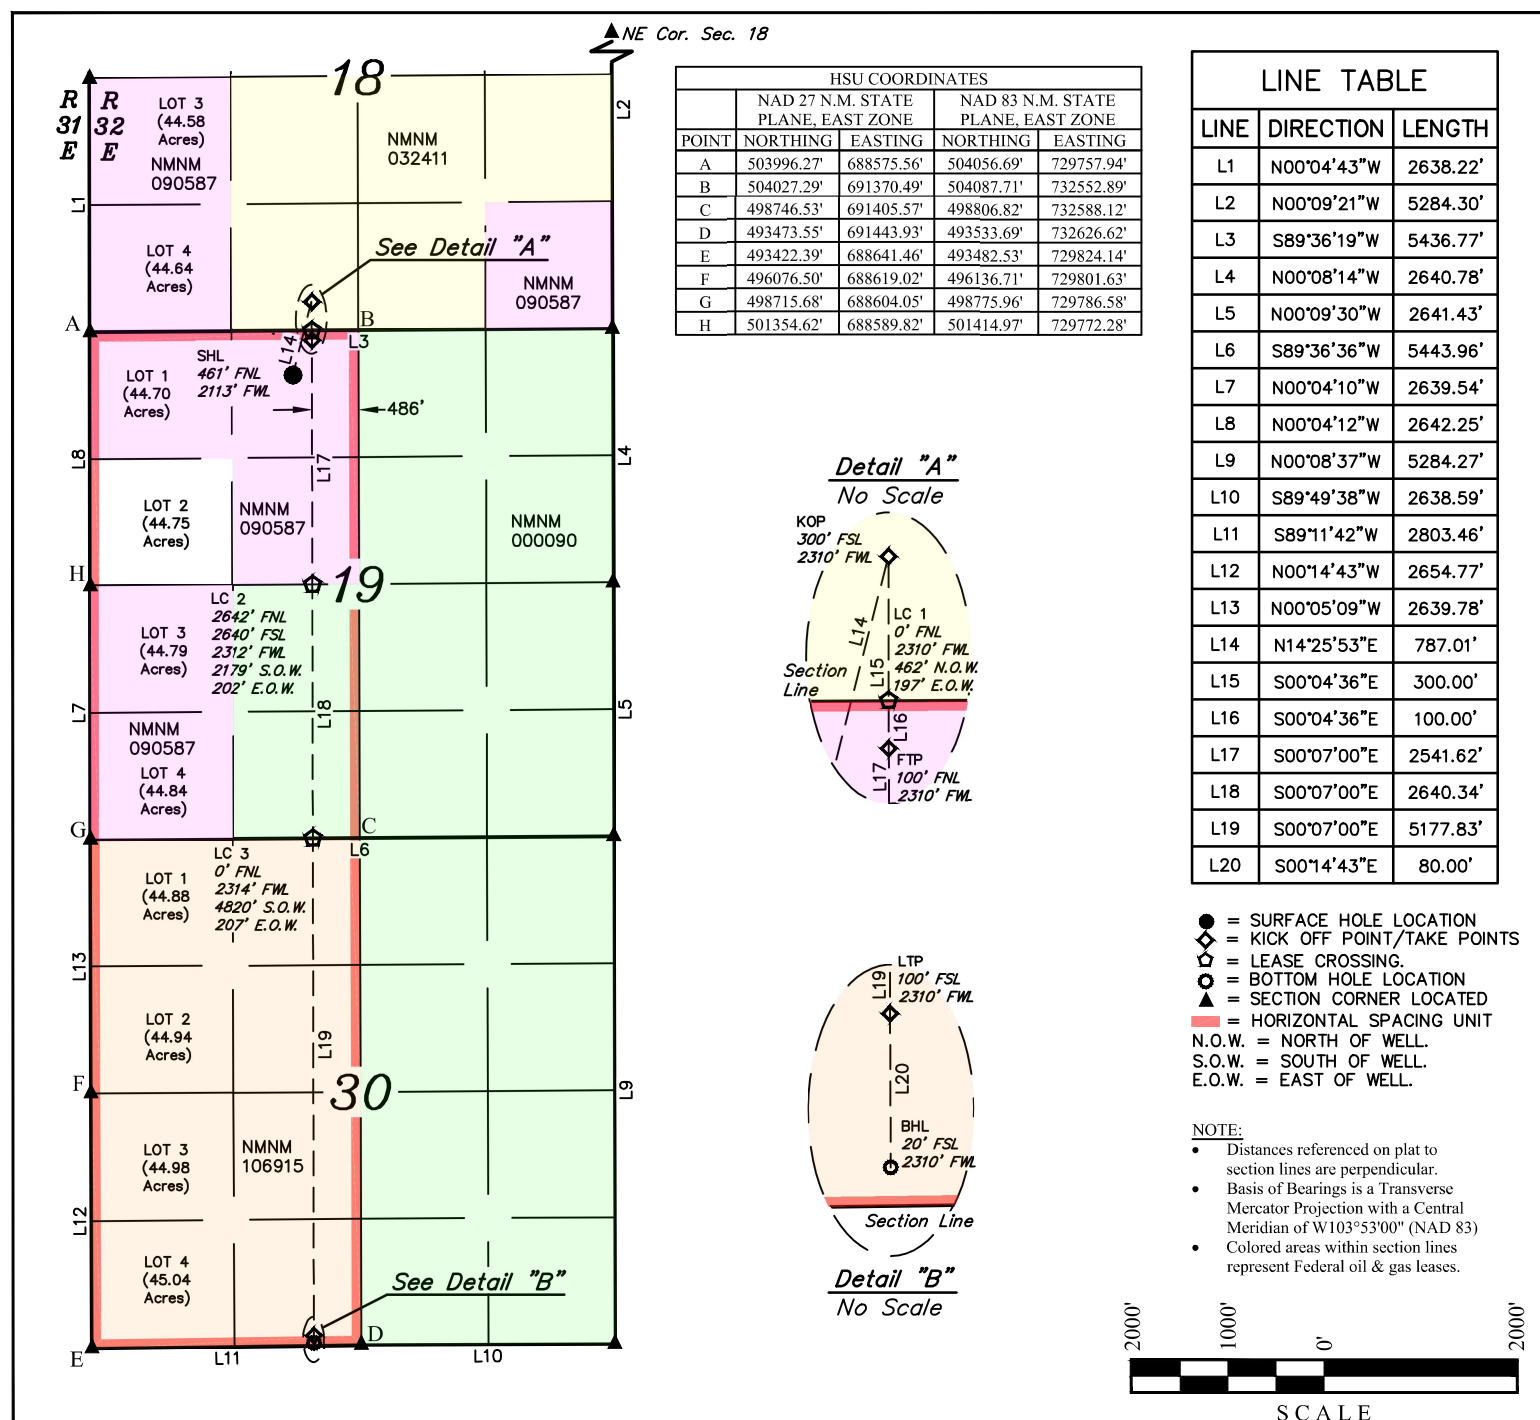 NE Cor. Sec. 18
18
R R
31 32
E E
LOT 3
(44.58
Acres)
NMNM
090587
NMNM
032411
L2
L1
LOT 4
(44.64
Acres)
See Detail "A"
NMNM
090587
A
B
L3
L14
SHL
461' FNL
2113' FWL
LOT 1
(44.70
Acres)
486'
L8
L17
L4
LOT 2
(44.75
Acres)
NMNM
090587
NMNM
000090
H
19
LC 2
2642' FNL
2640' FSL
2312' FWL
2179' S.O.W.
202' E.O.W.
LOT 3
(44.79
Acres)
L7
L18
L5
NMNM
090587
LOT 4
(44.84
Acres)
G
C
L6
LC 3
0' FNL
2314' FWL
4820' S.O.W.
207' E.O.W.
LOT 1
(44.88
Acres)
L13
LOT 2
(44.94
Acres)
L19
F
30
L9
LOT 3
(44.98
Acres)
NMNM
106915
L12
LOT 4
(45.04
Acres)
See Detail "B"
E
D
L11
L10
HSU COORDINATES
NAD 27 N.M. STATE PLANE, EAST ZONE NAD 83 N.M. STATE PLANE, EAST ZONE
POINT NORTHING EASTING NORTHING EASTING
A 503996.27' 688575.56' 504056.69' 729757.94'
B 504027.29' 691370.49' 504087.71' 732552.89'
C 498746.53' 691405.57' 498806.82' 732588.12'
D 493473.55' 691443.93' 493533.69' 732626.62'
E 493422.39' 688641.46' 493482.53' 729824.14'
F 496076.50' 688619.02' 496136.71' 729801.63'
G 498715.68' 688604.05' 498775.96' 729786.58'
H 501354.62' 688589.82' 501414.97' 729772.28'
Detail "A"
No Scale
KOP
300' FSL
2310' FWL
L14
LC 1
0' FNL
2310' FWL
462' N.O.W.
197' E.O.W.
L15
Section
Line
L16
L17
FTP
100' FNL
2310' FWL
LTP
100' FSL
2310' FWL
L19
L20
BHL
20' FSL
2310' FWL
Section Line
Detail "B"
No Scale
LINE TABLE
LINE DIRECTION LENGTH
L1 N00°04'43"W 2638.22'
L2 N00°09'21"W 5284.30'
L3 S89°36'19"W 5436.77'
L4 N00°08'14"W 2640.78'
L5 N00°09'30"W 2641.43'
L6 S89°36'36"W 5443.96'
L7 N00°04'10"W 2639.54'
L8 N00°04'12"W 2642.25'
L9 N00°08'37"W 5284.27'
L10 S89°49'38"W 2638.59'
L11 S89°11'42"W 2803.46'
L12 N00°14'43"W 2654.77'
L13 N00°05'09"W 2639.78'
L14 N14°25'53"E 787.01'
L15 S00°04'36"E 300.00'
L16 S00°04'36"E 100.00'
L17 S00°07'00"E 2541.62'
L18 S00°07'00"E 2640.34'
L19 S00°07'00"E 5177.83'
L20 S00°14'43"E 80.00'
= SURFACE HOLE LOCATION
= KICK OFF POINT/TAKE POINTS
= LEASE CROSSING.
= BOTTOM HOLE LOCATION
= SECTION CORNER LOCATED
= HORIZONTAL SPACING UNIT
N.O.W. = NORTH OF WELL.
S.O.W. = SOUTH OF WELL.
E.O.W. = EAST OF WELL.
NOTE:
• Distances referenced on plat to
section lines are perpendicular.
• Basis of Bearings is a Transverse
Mercator Projection with a Central
Meridian of W103°53'00" (NAD 83)
• Colored areas within section lines
represent Federal oil & gas leases.
2000' 1000' 0' 2000'
SCALE